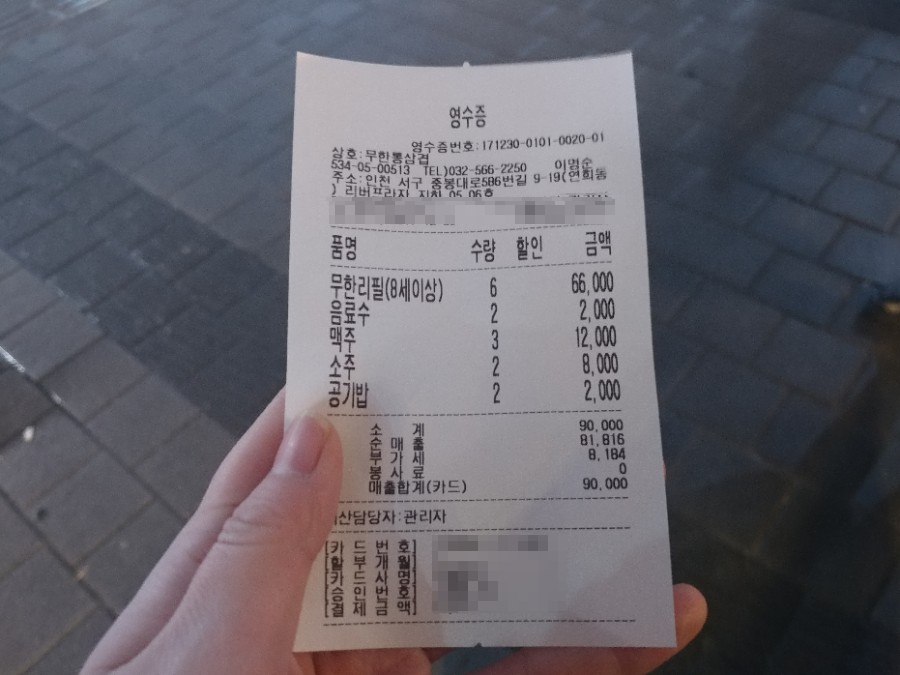 영수증
영수증번호:171230-0101-0020-01
상호:무한통삼겹
534-05-00513 TEL)032-566-2250 이명순
주소:인천 서구 중봉대로586번길 9-19(연희동
) 리버프라자 지하 05,06호
품명 수량 할인 금액
무한리필(8세이상) 6 66,000
음료수 2 2,000
맥주 3 12,000
소주 2 8,000
공기밥 2 2,000
소 계 90,000
순 매 출 81,816
부 가 세 8,184
봉 사 료 0
매출합계(카드) 90,000
산담당자:관리자
[카 드 번 호]
[할 부 개 월]
[카 드 사 명]
[승 인 번 호]
[결 제 금 액]